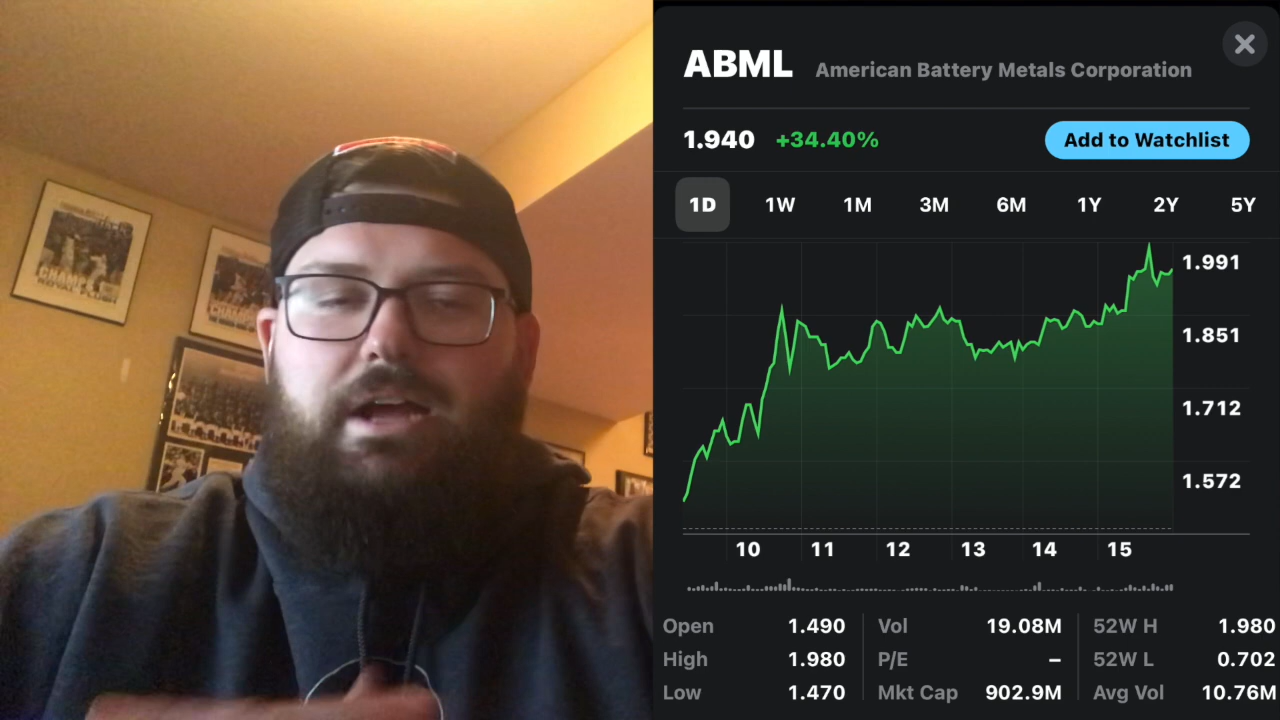 ABML American Battery Metals Corporation
1.940 +34.40% Add to Watchlist
1D 1W 1M 3M 6M 1Y 2Y 5Y
1.991
1.851
1.712
1.572
10 11 12 13 14 15
Open 1.490 Vol 19.08M 52W H 1.980
High 1.980 P/E – 52W L 0.702
Low 1.470 Mkt Cap 902.9M Avg Vol 10.76M